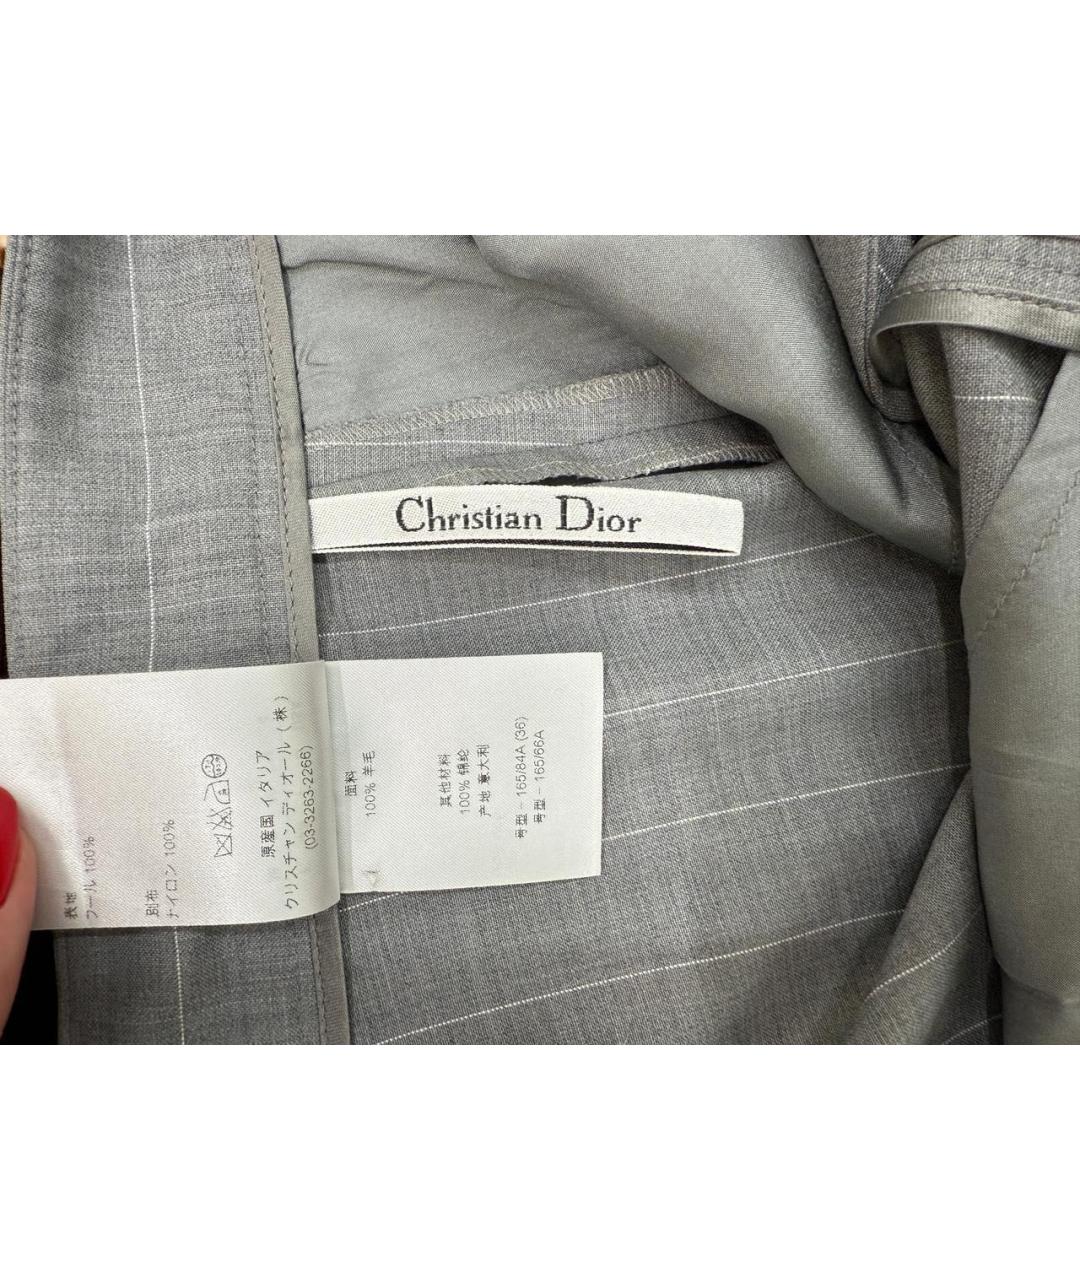 Christian Dior
表地
ウール 100%
別布
ナイロン 100%
原産国 イタリア
クリスチャン ディオール (株)
(03-3263-2266)
面料
100% 羊毛
其他材料
100% 锦纶
产地 意大利
号型 - 165/84A (36)
号型 - 165/66A